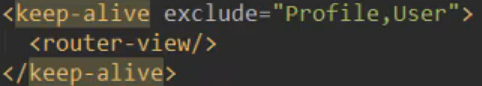 <keep-alive exclude="Profile,User">
  <router-view/>
</keep-alive>